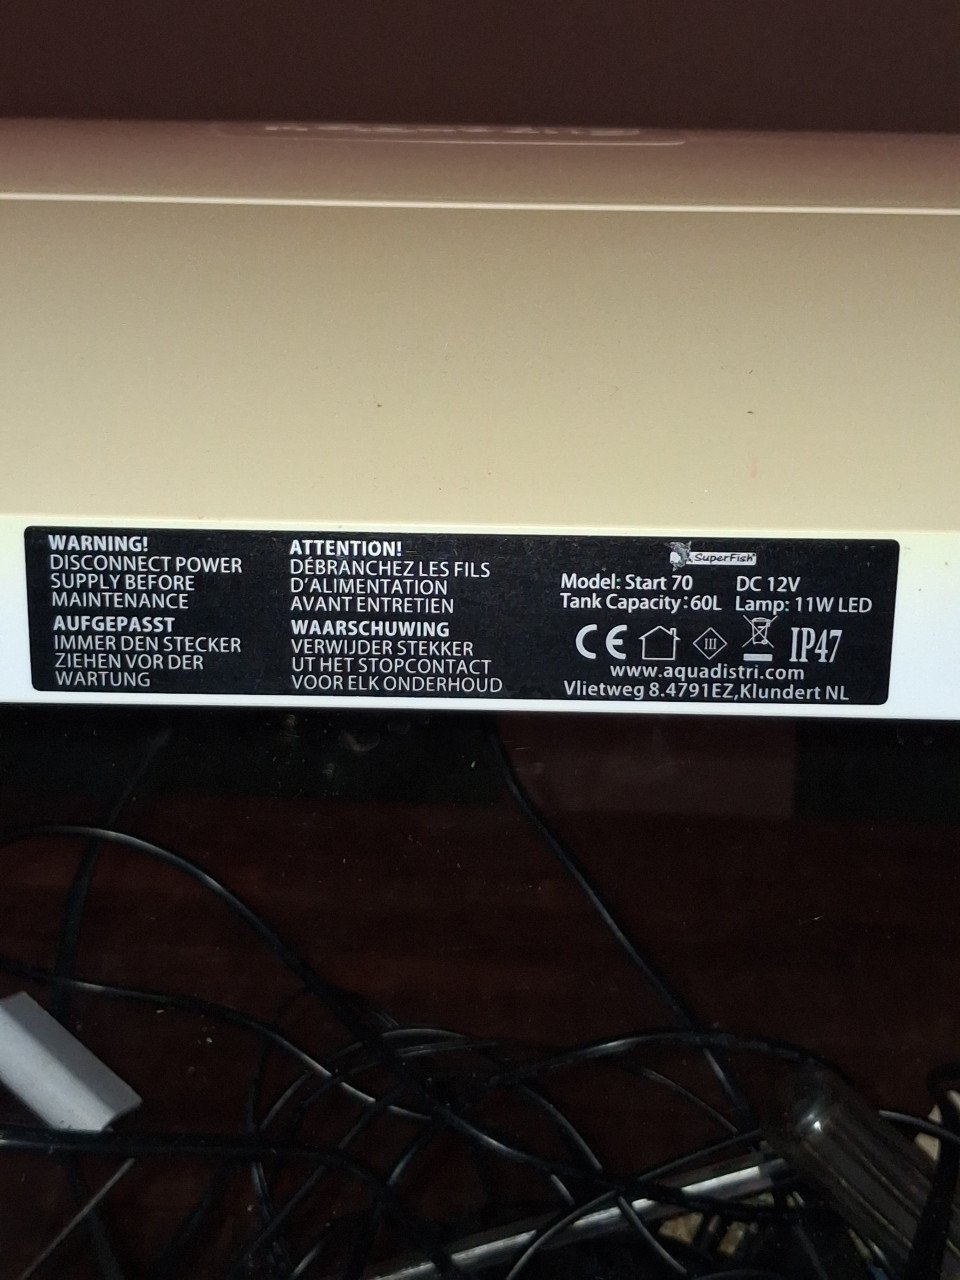 WARNING!
DISCONNECT POWER
SUPPLY BEFORE
MAINTENANCE
AUFGEPASST
IMMER DEN STECKER
ZIEHEN VOR DER
WARTUNG
ATTENTION!
DÉBRANCHEZ LES FILS
D'ALIMENTATION
AVANT ENTRETIEN
WAARSCHUWING
VERWIJDER STEKKER
UT HET STOPCONTACT
VOOR ELK ONDERHOUD
SuperFish
Model: Start 70 DC 12V
Tank Capacity: 60L Lamp: 11W LED
CE III IP47
www.aquadistri.com
Vlietweg 8.4791EZ,Klundert NL